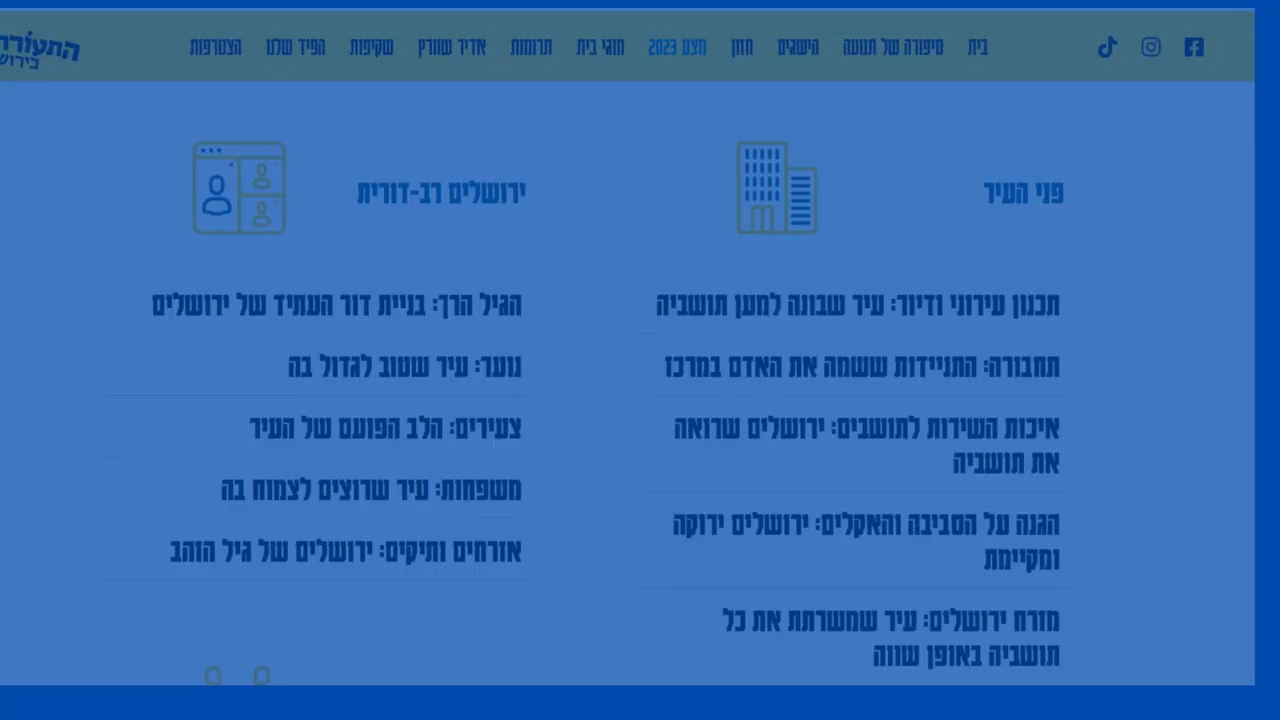 בית
סיפורה של תנועה
הישגים
חזון
מצע 2023
חוגי בית
תרומות
אדיר שוורץ
שקיפות
הפיד שלנו
הצטרפות
פני העיר
תכנון עירוני ודיור: עיר שבונה למען תושביה
תחבורה: התניידות ששמה את האדם במרכז
איכות השירות לתושבים: ירושלים שרואה
את תושביה
הגנה על הסביבה והאקלים: ירושלים ירוקה
ומקיימת
מזרח ירושלים: עיר שמשרתת את כל
תושביה באופן שווה
ירושלים רב-דורית
הגיל הרך: בניית דור העתיד של ירושלים
נוער: עיר שטוב לגדול בה
צעירים: הלב הפועם של העיר
משפחות: עיר שרוצים לצמוח בה
אזרחים ותיקים: ירושלים של גיל הזהב